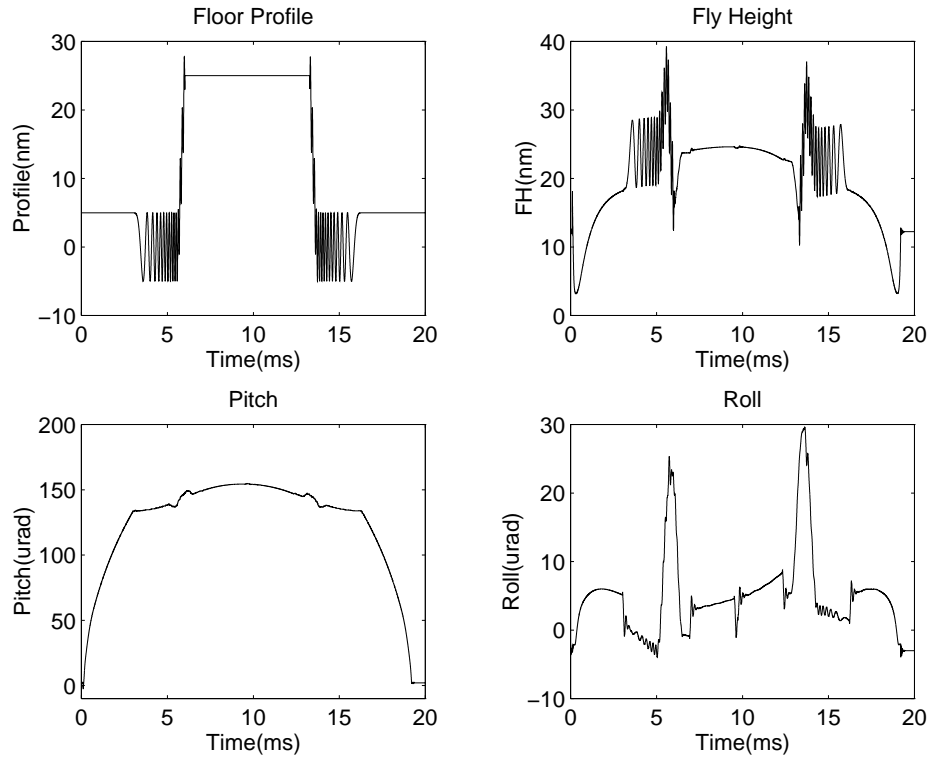 Floor Profile
30
20
10
0
−10
Profile(nm)
0 5 10 15 20
Time(ms)
Fly Height
40
30
20
10
0
FH(nm)
0 5 10 15 20
Time(ms)
Pitch
200
150
100
50
0
Pitch(urad)
0 5 10 15 20
Time(ms)
Roll
30
20
10
0
−10
Roll(urad)
0 5 10 15 20
Time(ms)